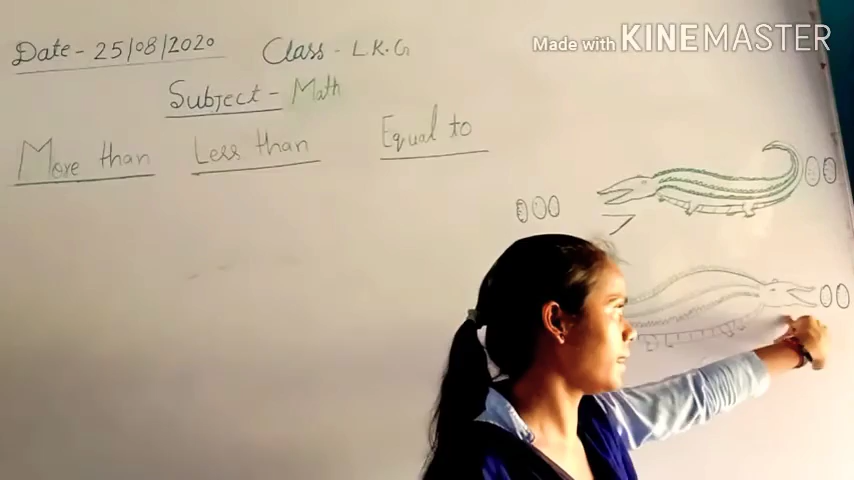 Made with KINEMASTER
Date - 25/08/2020 Class - L.K.G
Subject - Math
More than Less than Equal to
>